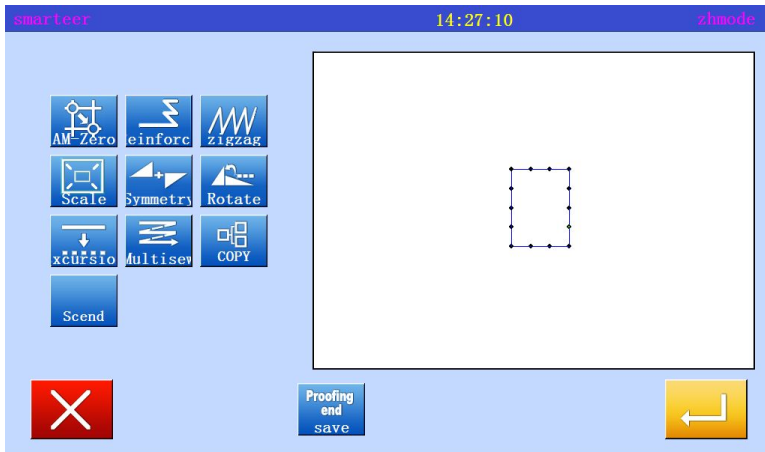 smarteer 14:27:10 zhmode
AM-Zero einforc zigzag
Scale Symmetry Rotate
xcursio Multisew COPY
Scend
Proofing
end
save